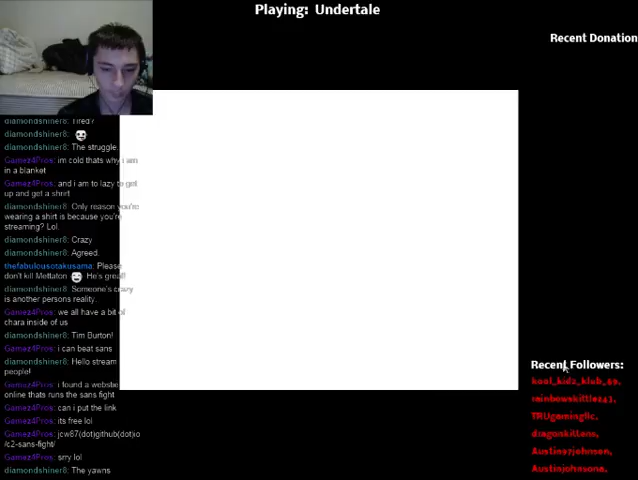 Playing: Undertale
Recent Donation
diamondshiner8: Tired?
diamondshiner8:
diamondshiner8: The struggle.
Gamez4Pros: im cold thats why i am
in a blanket
Gamez4Pros: and i am to lazy to get
up and get a shrirt
diamondshiner8: Only reason you're
wearing a shirt is because you're
streaming? Lol.
diamondshiner8: Crazy
diamondshiner8: Agreed.
thefabulousotakusama: Please
don't kill Mettaton He's great!
diamondshiner8: Someone's crazy
is another persons reality.
Gamez4Pros: we all have a bit of
chara inside of us
diamondshiner8: Tim Burton!
Gamez4Pros: i can beat sans
diamondshiner8: Hello stream
people!
Gamez4Pros: i found a website
online thats runs the sans fight
Gamez4Pros: can i put the link
Gamez4Pros: its free lol
Gamez4Pros: jcw87(dot)github(dot)io
/c2-sans-fight/
Gamez4Pros: srry lol
diamondshiner8: The yawns
Recent Followers:
kool_kidz_klub_69,
rainbowskittle243,
TRUgamingllc,
dragonkittens,
Austin27johnson,
Austinjohnsona,